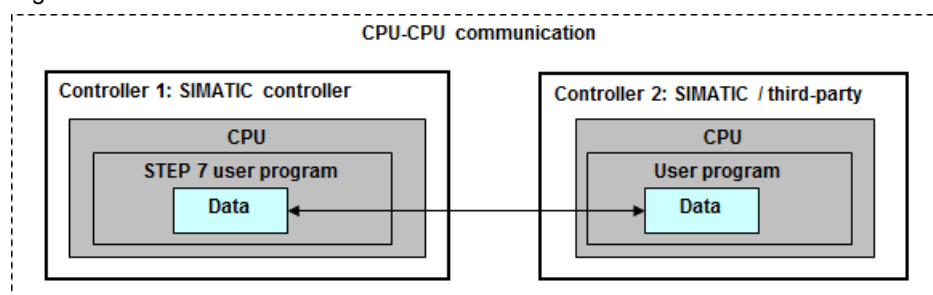 CPU-CPU communication
Controller 1: SIMATIC controller
Controller 2: SIMATIC / third-party
CPU
CPU
STEP 7 user program
User program
Data
Data